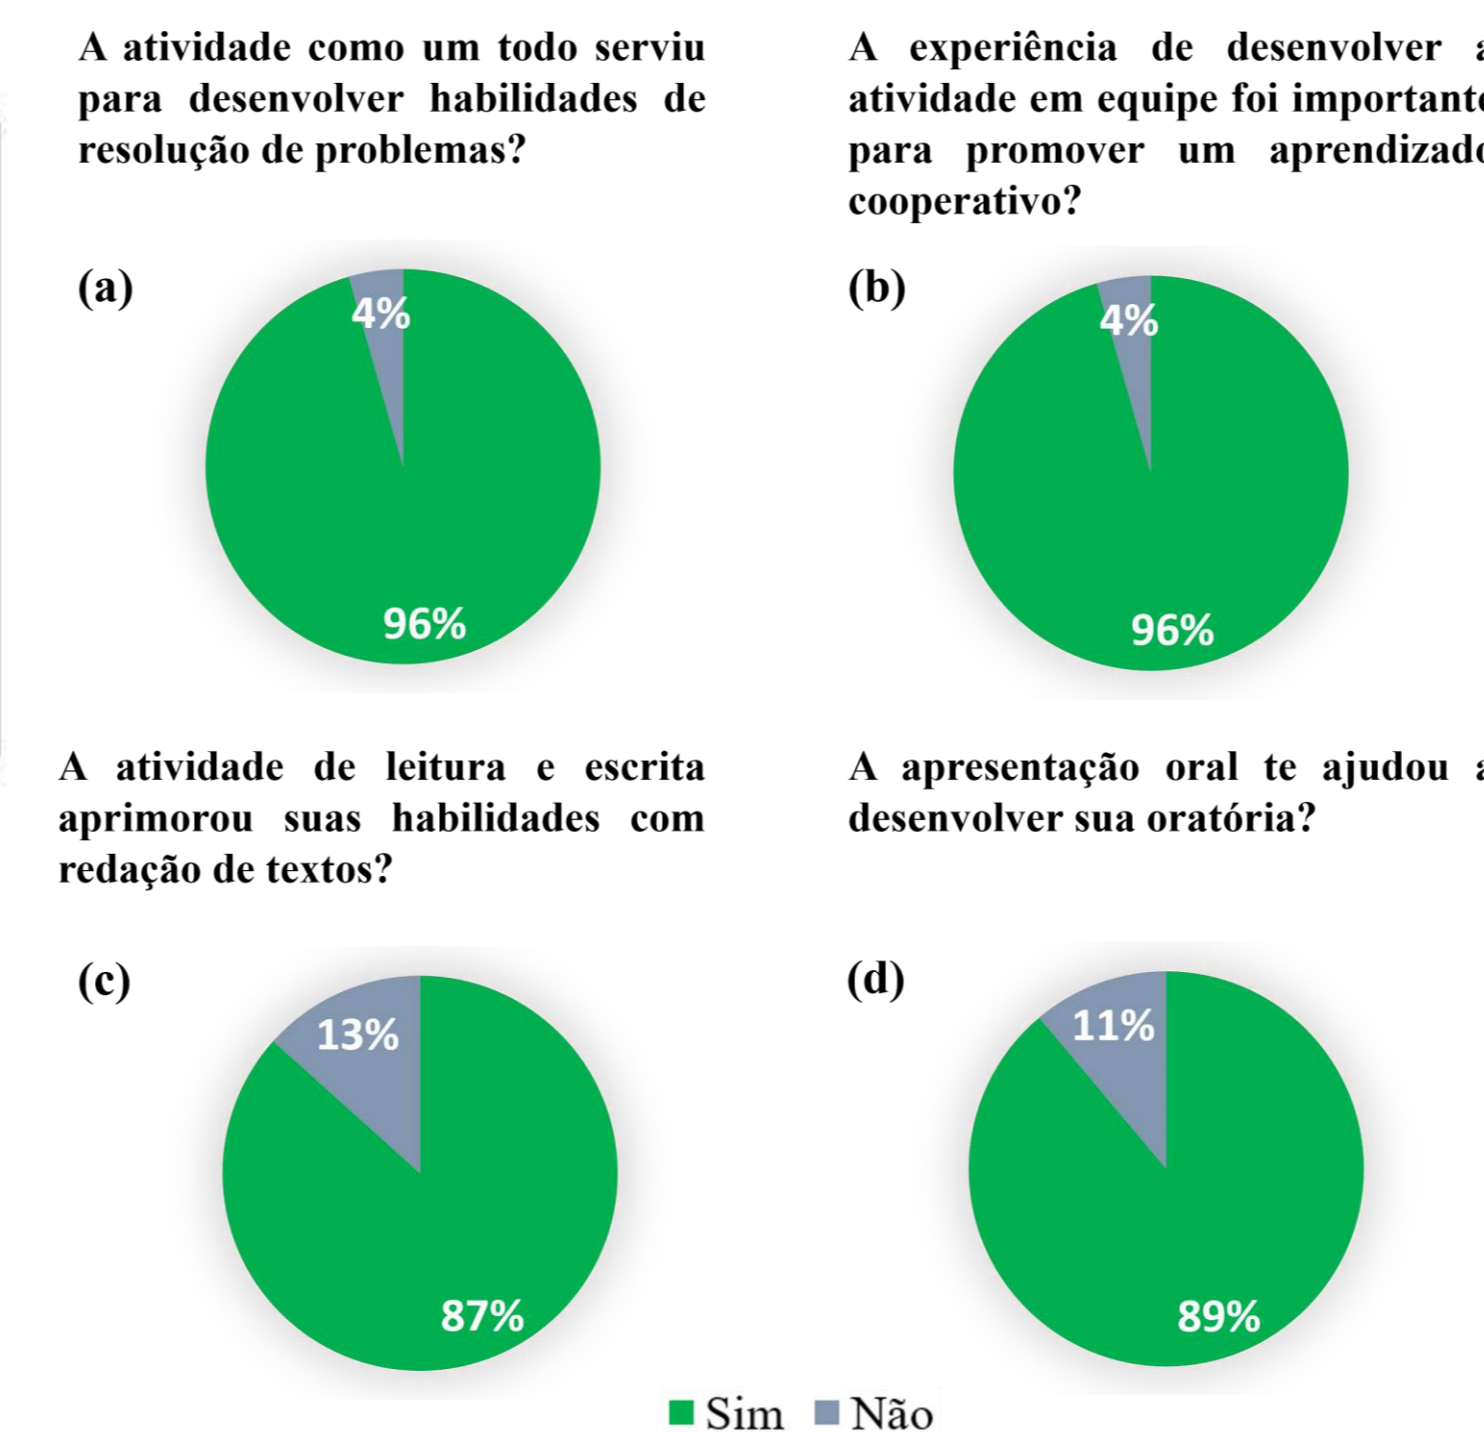 A atividade como um todo serviu
para desenvolver habilidades de
resolução de problemas?
A experiência de desenvolver a
atividade em equipe foi importante
para promover um aprendizado
cooperativo?
(a)
4%
96%
(b)
4%
96%
A atividade de leitura e escrita
aprimorou suas habilidades com
redação de textos?
A apresentação oral te ajudou a
desenvolver sua oratória?
(c)
13%
87%
(d)
11%
89%
Sim Não